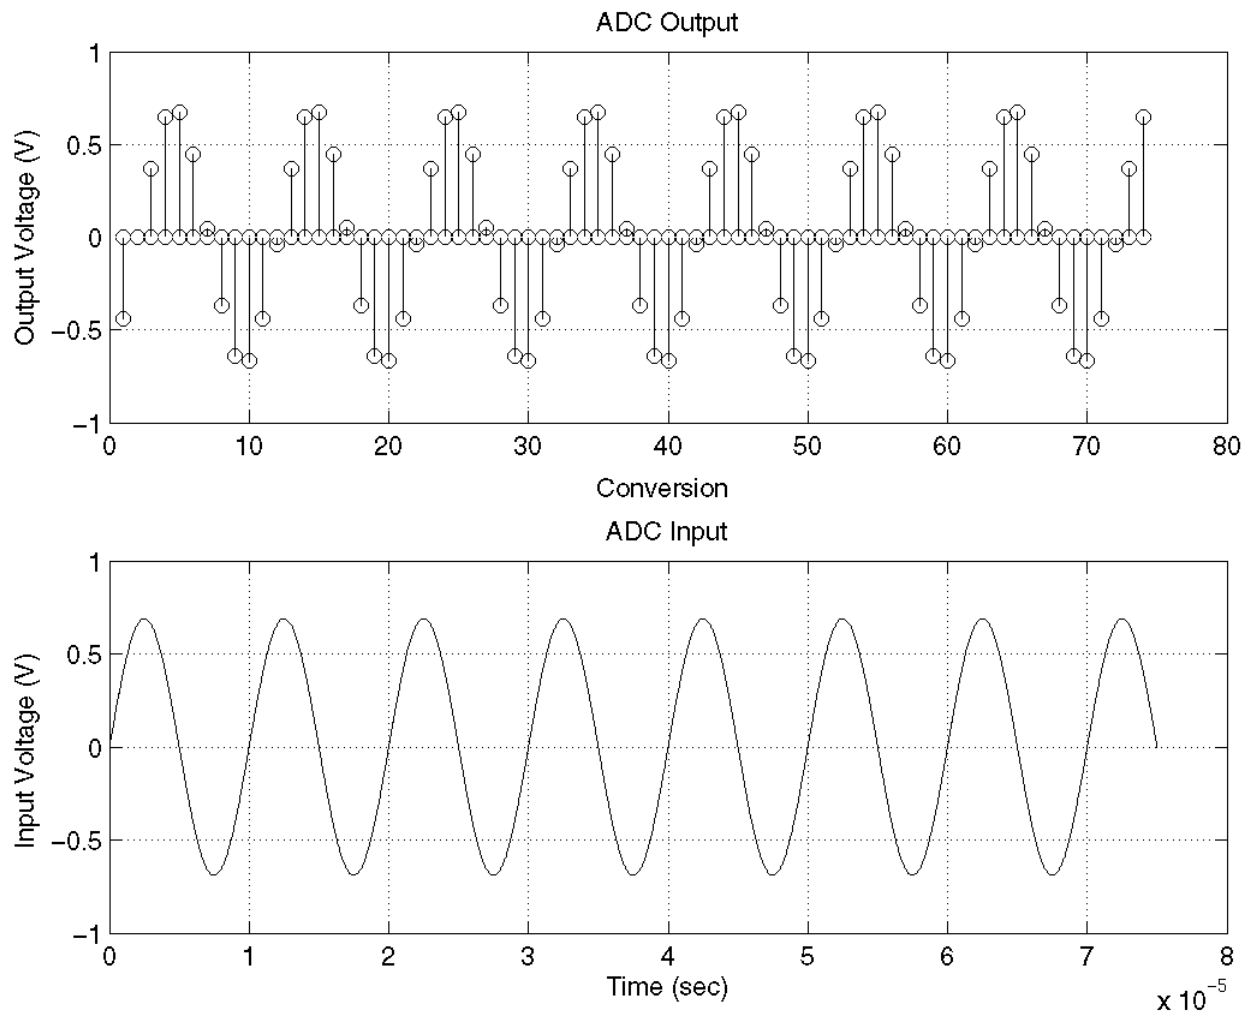 ADC Output
1
0.5
0
−0.5
−1
Output Voltage (V)
0 10 20 30 40 50 60 70 80
Conversion
ADC Input
1
0.5
0
−0.5
−1
Input Voltage (V)
0 1 2 3 4 5 6 7 8
Time (sec)
x 10⁻⁵